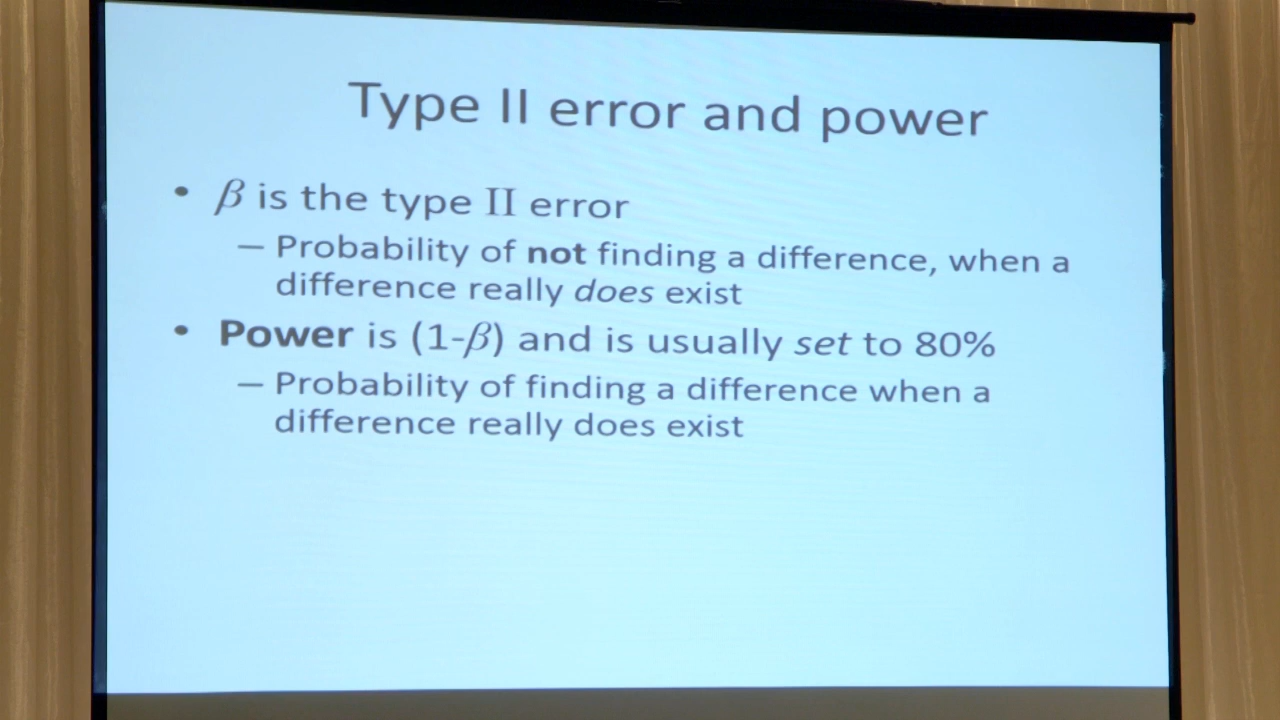 Type II error and power
• β is the type II error
— Probability of not finding a difference, when a
difference really does exist
• Power is (1-β) and is usually set to 80%
— Probability of finding a difference when a
difference really does exist